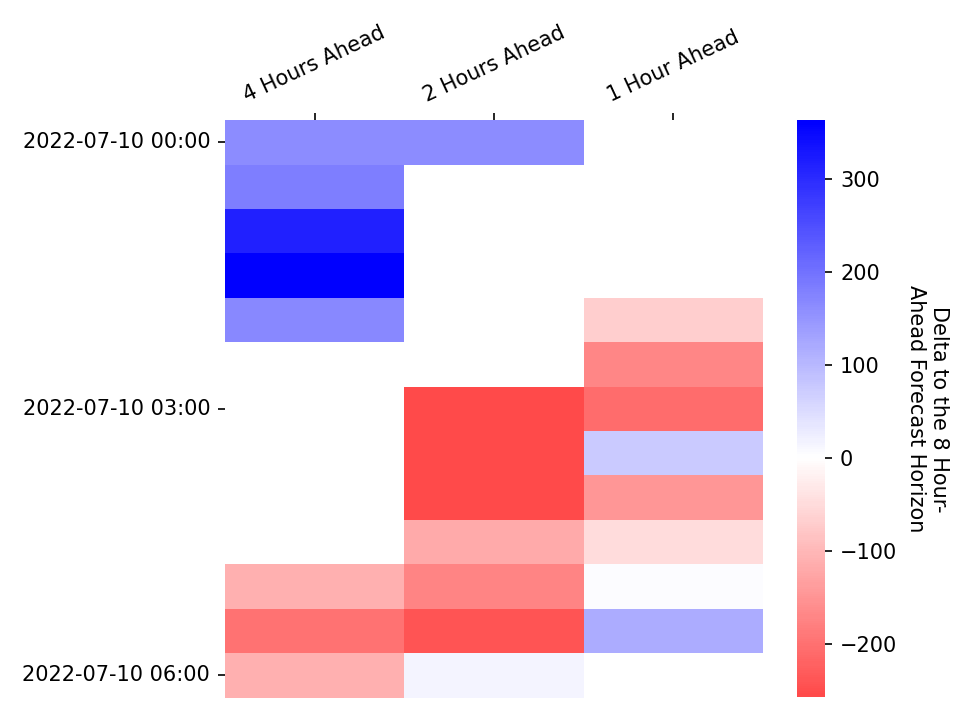 4 Hours Ahead
2 Hours Ahead
1 Hour Ahead
2022-07-10 00:00
2022-07-10 03:00
2022-07-10 06:00
300
200
100
0
−100
−200
Delta to the 8 Hour-
Ahead Forecast Horizon